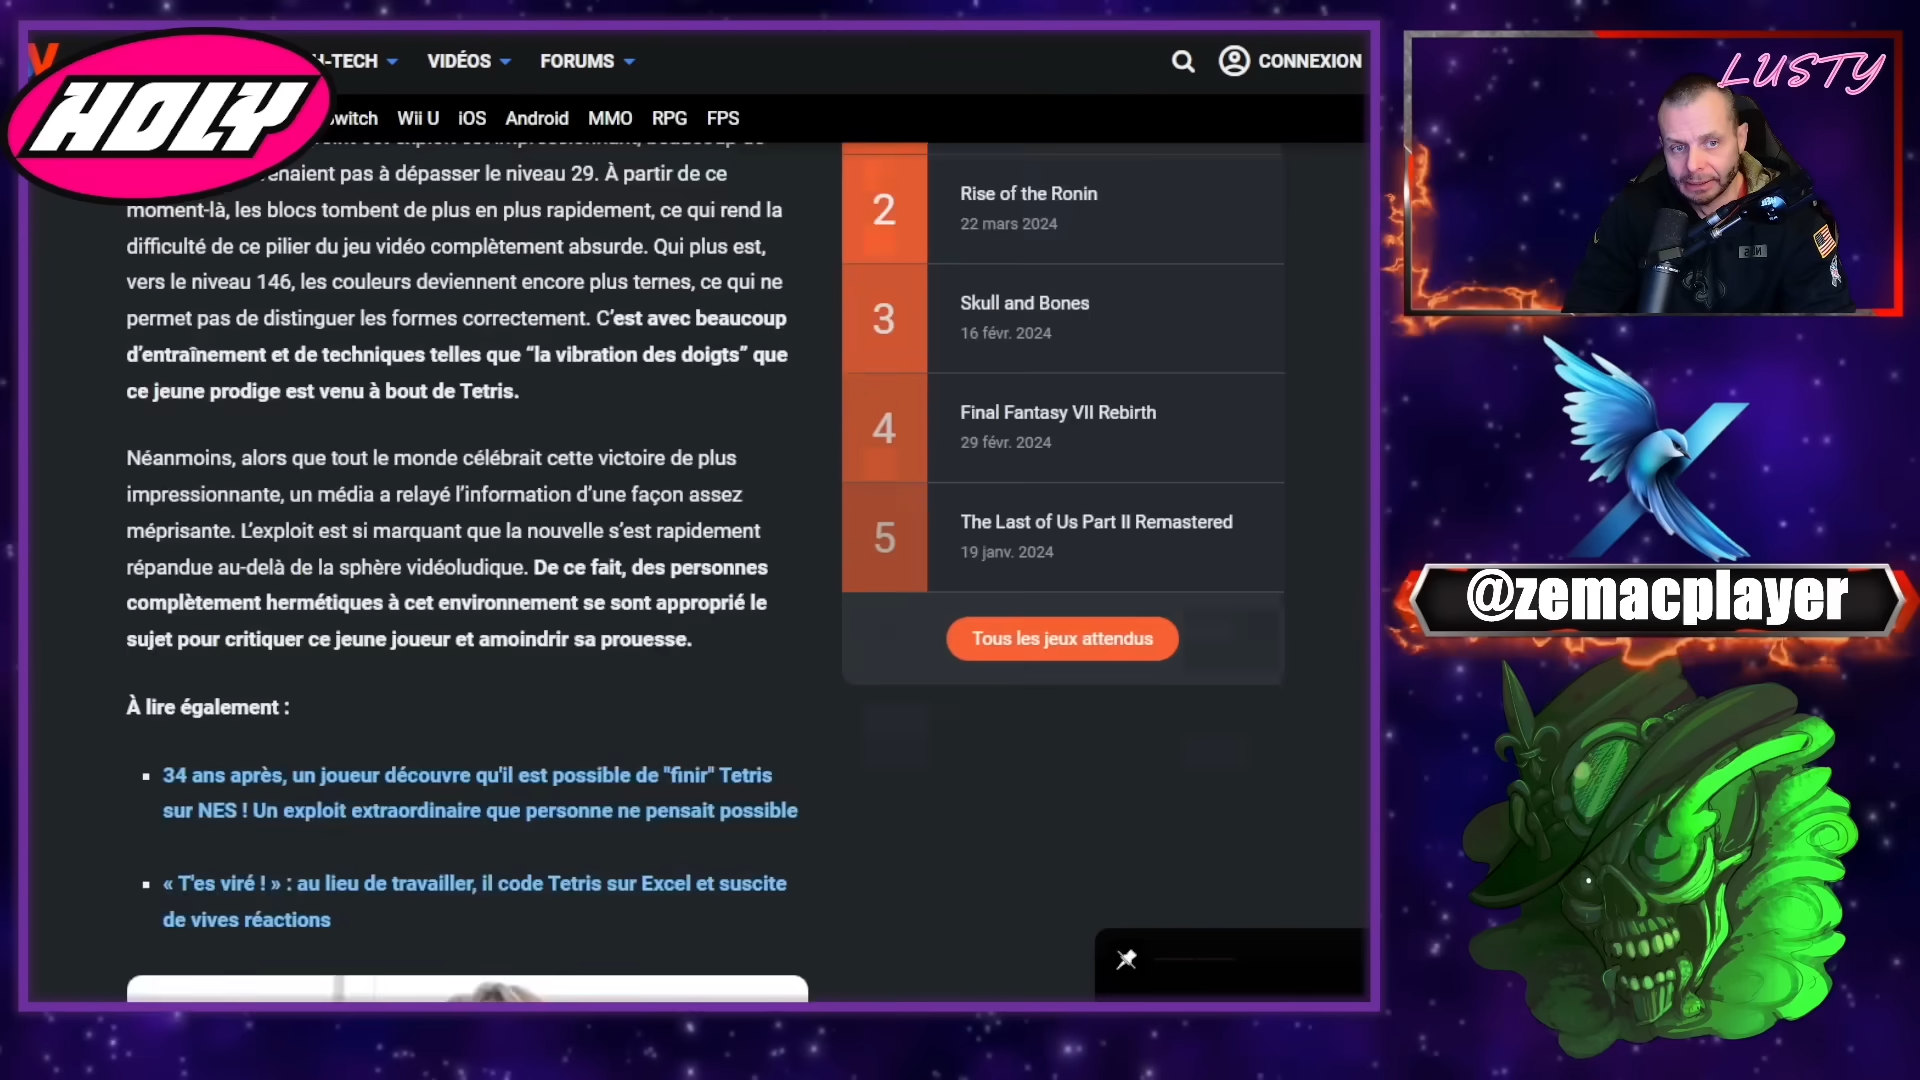 HOLY
H-TECH VIDÉOS FORUMS CONNEXION
Switch Wii U iOS Android MMO RPG FPS
moment-là, les blocs tombent de plus en plus rapidement, ce qui rend la
pas à dépasser le niveau 29. À partir de ce
difficulté de ce pilier du jeu vidéo complètement absurde. Qui plus est,
vers le niveau 146, les couleurs deviennent encore plus ternes, ce qui ne
permet pas de distinguer les formes correctement. C’est avec beaucoup
d’entraînement et de techniques telles que “la vibration des doigts” que
ce jeune prodige est venu à bout de Tetris.
Néanmoins, alors que tout le monde célébrait cette victoire de plus
impressionnante, un média a relayé l’information d’une façon assez
méprisante. L’exploit est si marquant que la nouvelle s’est rapidement
répandue au-delà de la sphère vidéoludique. De ce fait, des personnes
complètement hermétiques à cet environnement se sont approprié le
sujet pour critiquer ce jeune joueur et amoindrir sa prouesse.
À lire également :
34 ans après, un joueur découvre qu'il est possible de "finir" Tetris
sur NES ! Un exploit extraordinaire que personne ne pensait possible
« T'es viré ! » : au lieu de travailler, il code Tetris sur Excel et suscite
de vives réactions
2
Rise of the Ronin
22 mars 2024
3
Skull and Bones
16 févr. 2024
4
Final Fantasy VII Rebirth
29 févr. 2024
5
The Last of Us Part II Remastered
19 janv. 2024
Tous les jeux attendus
LUSTY
@zemacplayer